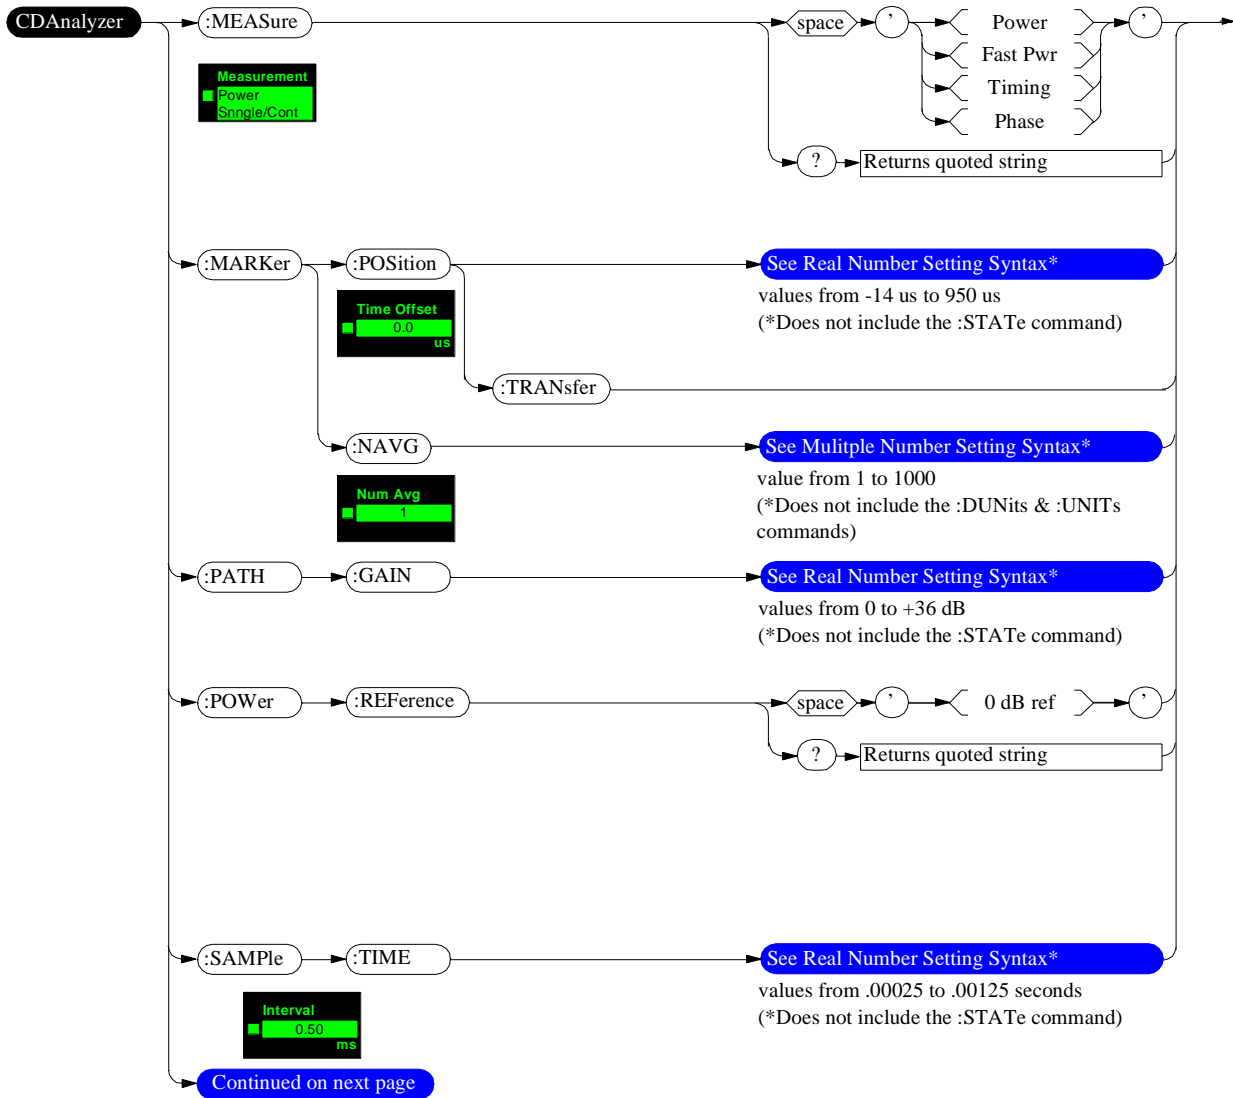 CDAnalyzer :MEASure space ' Power '
Fast Pwr
Timing
Phase
Measurement
Power
Snngle/Cont
? Returns quoted string
:MARKer :POSition See Real Number Setting Syntax*
values from -14 us to 950 us
(*Does not include the :STATe command)
Time Offset
0.0
us
:TRANsfer
:NAVG See Mulitple Number Setting Syntax*
value from 1 to 1000
(*Does not include the :DUNits & :UNITs
commands)
Num Avg
1
:PATH :GAIN See Real Number Setting Syntax*
values from 0 to +36 dB
(*Does not include the :STATe command)
:POWer :REFerence space ' 0 dB ref '
? Returns quoted string
:SAMPle :TIME See Real Number Setting Syntax*
values from .00025 to .00125 seconds
(*Does not include the :STATe command)
Interval
0.50
ms
Continued on next page